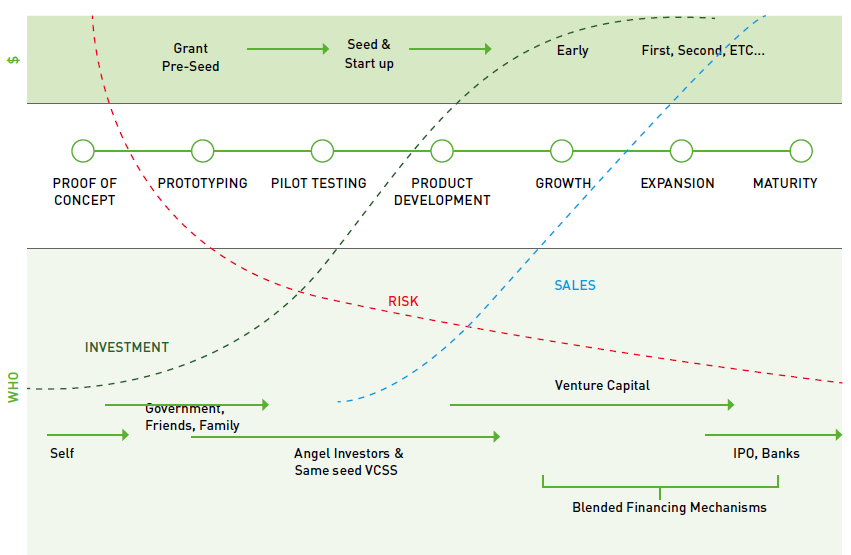 $
Grant
Pre-Seed
Seed &
Start up
Early
First, Second, ETC...
PROOF OF
CONCEPT
PROTOTYPING
PILOT TESTING
PRODUCT
DEVELOPMENT
GROWTH
EXPANSION
MATURITY
WHO
SALES
RISK
INVESTMENT
Venture Capital
Government,
Friends, Family
Self
Angel Investors &
Same seed VCSS
IPO, Banks
Blended Financing Mechanisms